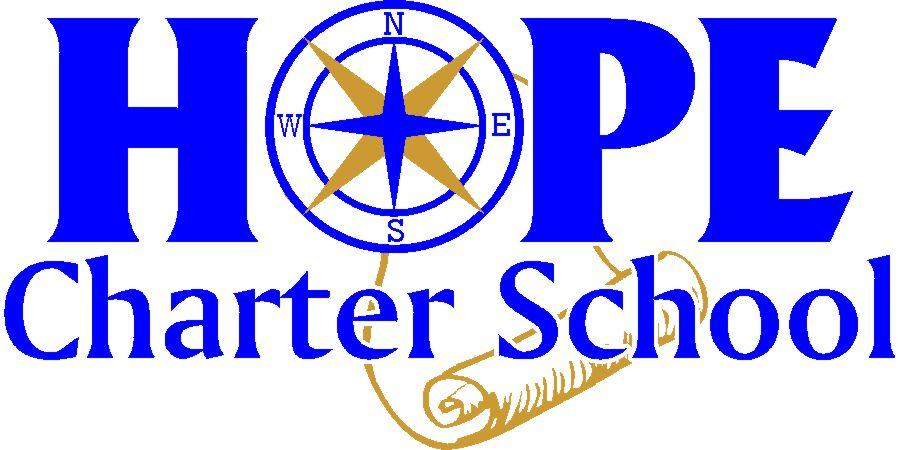 HOPE
N
W E
S
Charter School